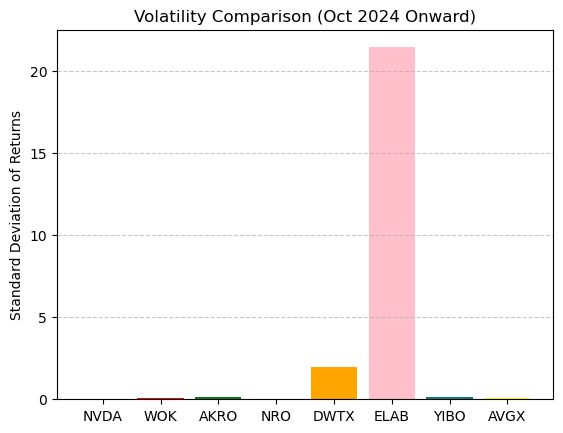 Volatility Comparison (Oct 2024 Onward)
Standard Deviation of Returns
20
15
10
5
0
NVDA WOK AKRO NRO DWTX ELAB YIBO AVGX